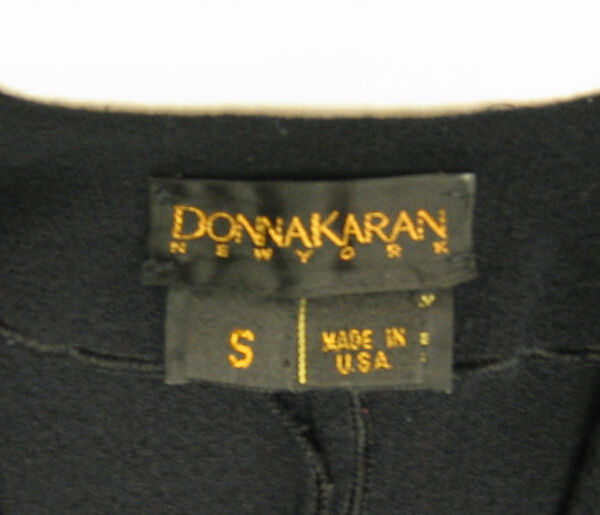 DONNAKARAN
NEW YORK
S
MADE IN
U.S.A.